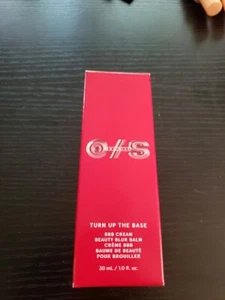 O/S
TURN UP THE BASE
BBB CREAM
BEAUTY BLUR BALM
CRÈME BBB
BAUME DE BEAUTÉ
POUR BROUILLER
30 mL / 1.0 fl. oz.